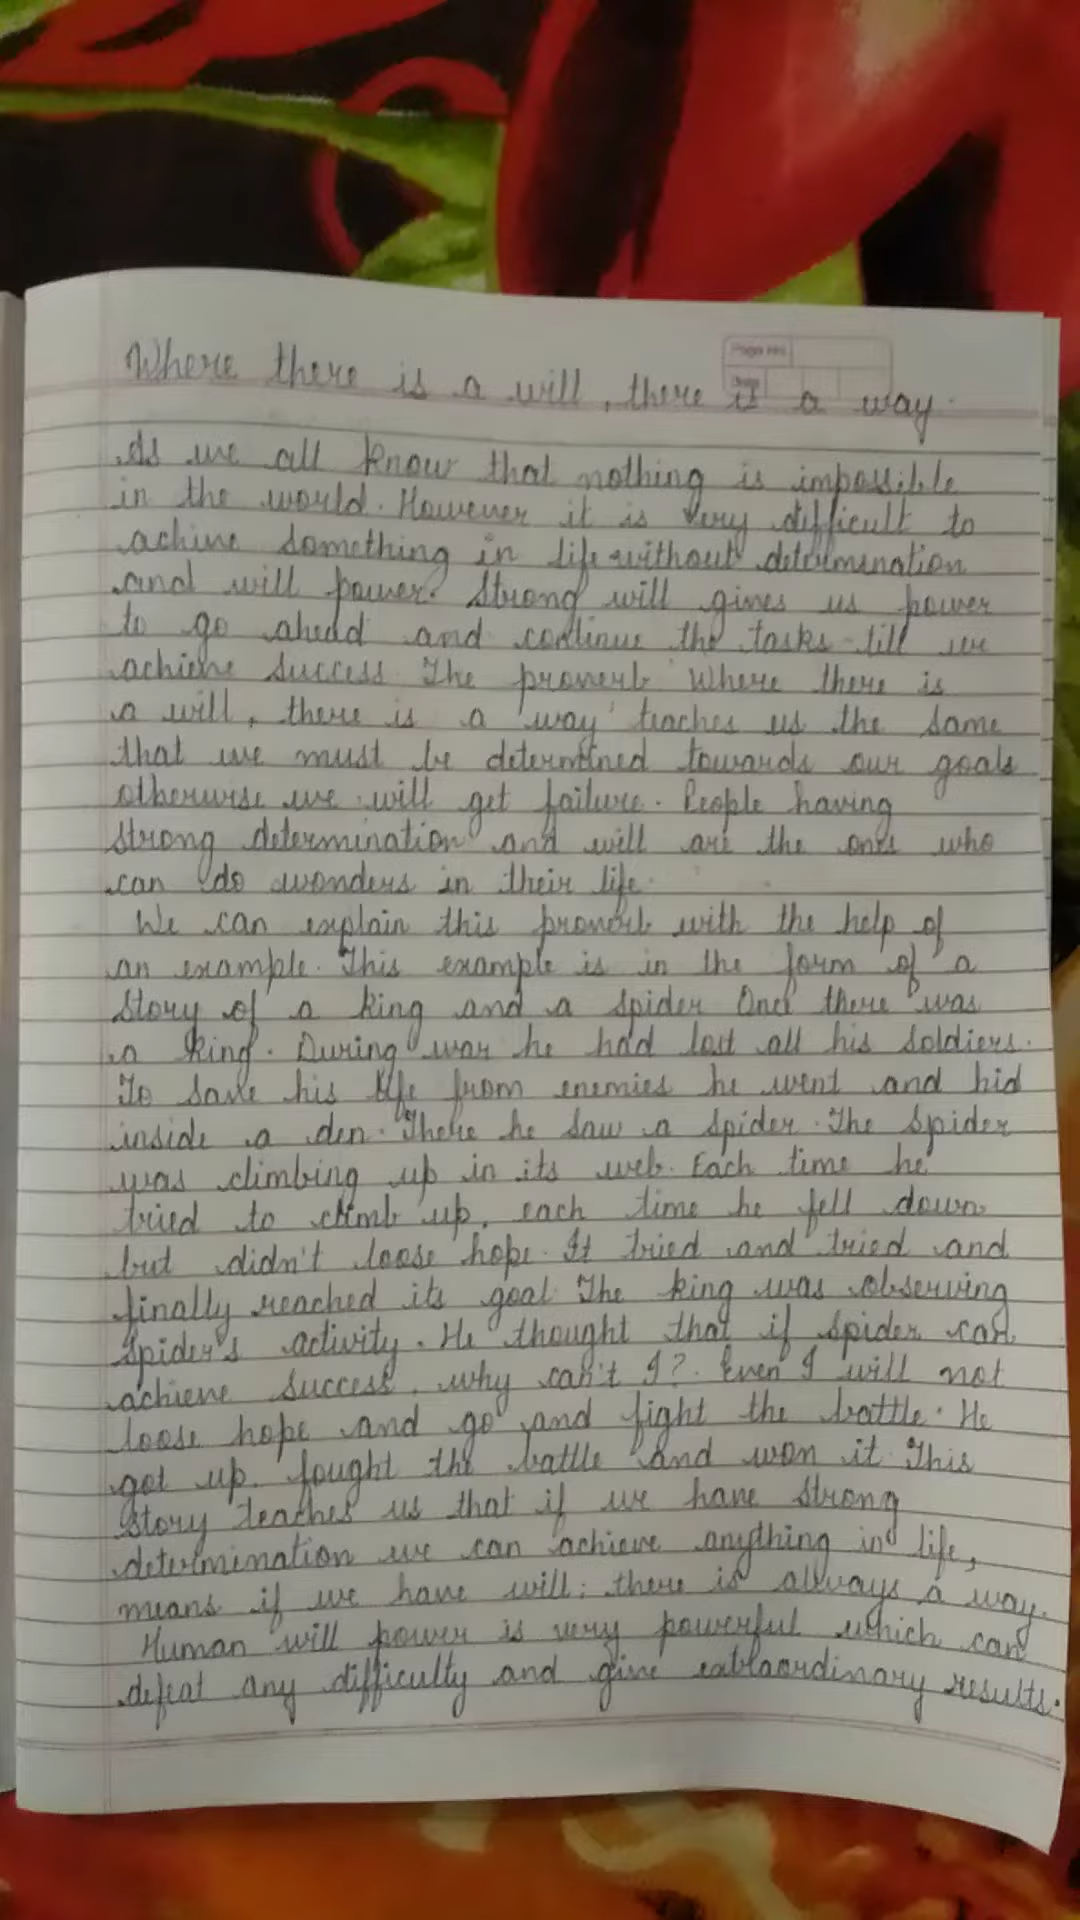 Page No.
Date
Where there is a will, there is a way.
As we all know that nothing is impossible
in the world. However it is very difficult to
achive something in life without determination
and will power. Strong will gives us power
to go ahead and continue the tasks till we
achieve success. The proverb 'Where there is
a will, there is a way' teaches us the same
that we must be determined towards our goals
otherwise we will get failure. People having
strong determination and will are the ones who
can do wonders in their life.
We can explain this proverb with the help of
an example. This example is in the form of a
story of a king and a spider Once there was
a king. During war he had lost all his soldiers.
To save his life from enemies he went and hid
inside a den. There he saw a spider. The spider
was climbing up in its web. Each time he
tried to climb up, each time he fell down
but didn't loose hope. It tried and tried and
finally reached its goal The king was observing
spider's activity. He thought that if spider can
achieve success, why can't I?. Even I will not
loose hope and go and fight the battle. He
got up, fought the battle and won it. This
story teaches us that if we have strong
determination we can achieve anything in life,
means if we have will, there is always a way.
Human will power is very powerful which can
defeat any difficulty and give results.